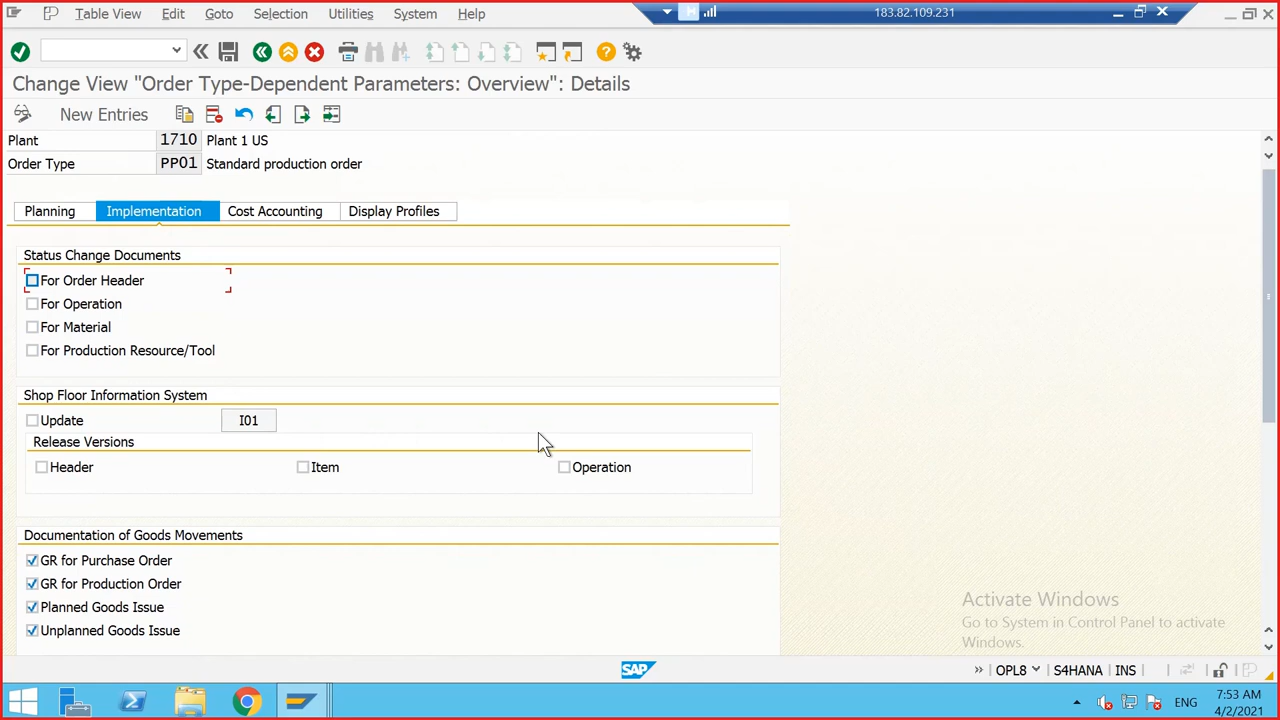 Table View Edit Goto Selection Utilities System Help
183.82.109.231
Change View "Order Type-Dependent Parameters: Overview": Details
New Entries
Plant 1710 Plant 1 US
Order Type PP01 Standard production order
Planning Implementation Cost Accounting Display Profiles
Status Change Documents
For Order Header
For Operation
For Material
For Production Resource/Tool
Shop Floor Information System
Update I01
Release Versions
Header Item Operation
Documentation of Goods Movements
GR for Purchase Order
GR for Production Order
Planned Goods Issue
Unplanned Goods Issue
Activate Windows
Go to System in Control Panel to activate
Windows.
SAP
OPL8 S4HANA INS
ENG
7:53 AM
4/2/2021